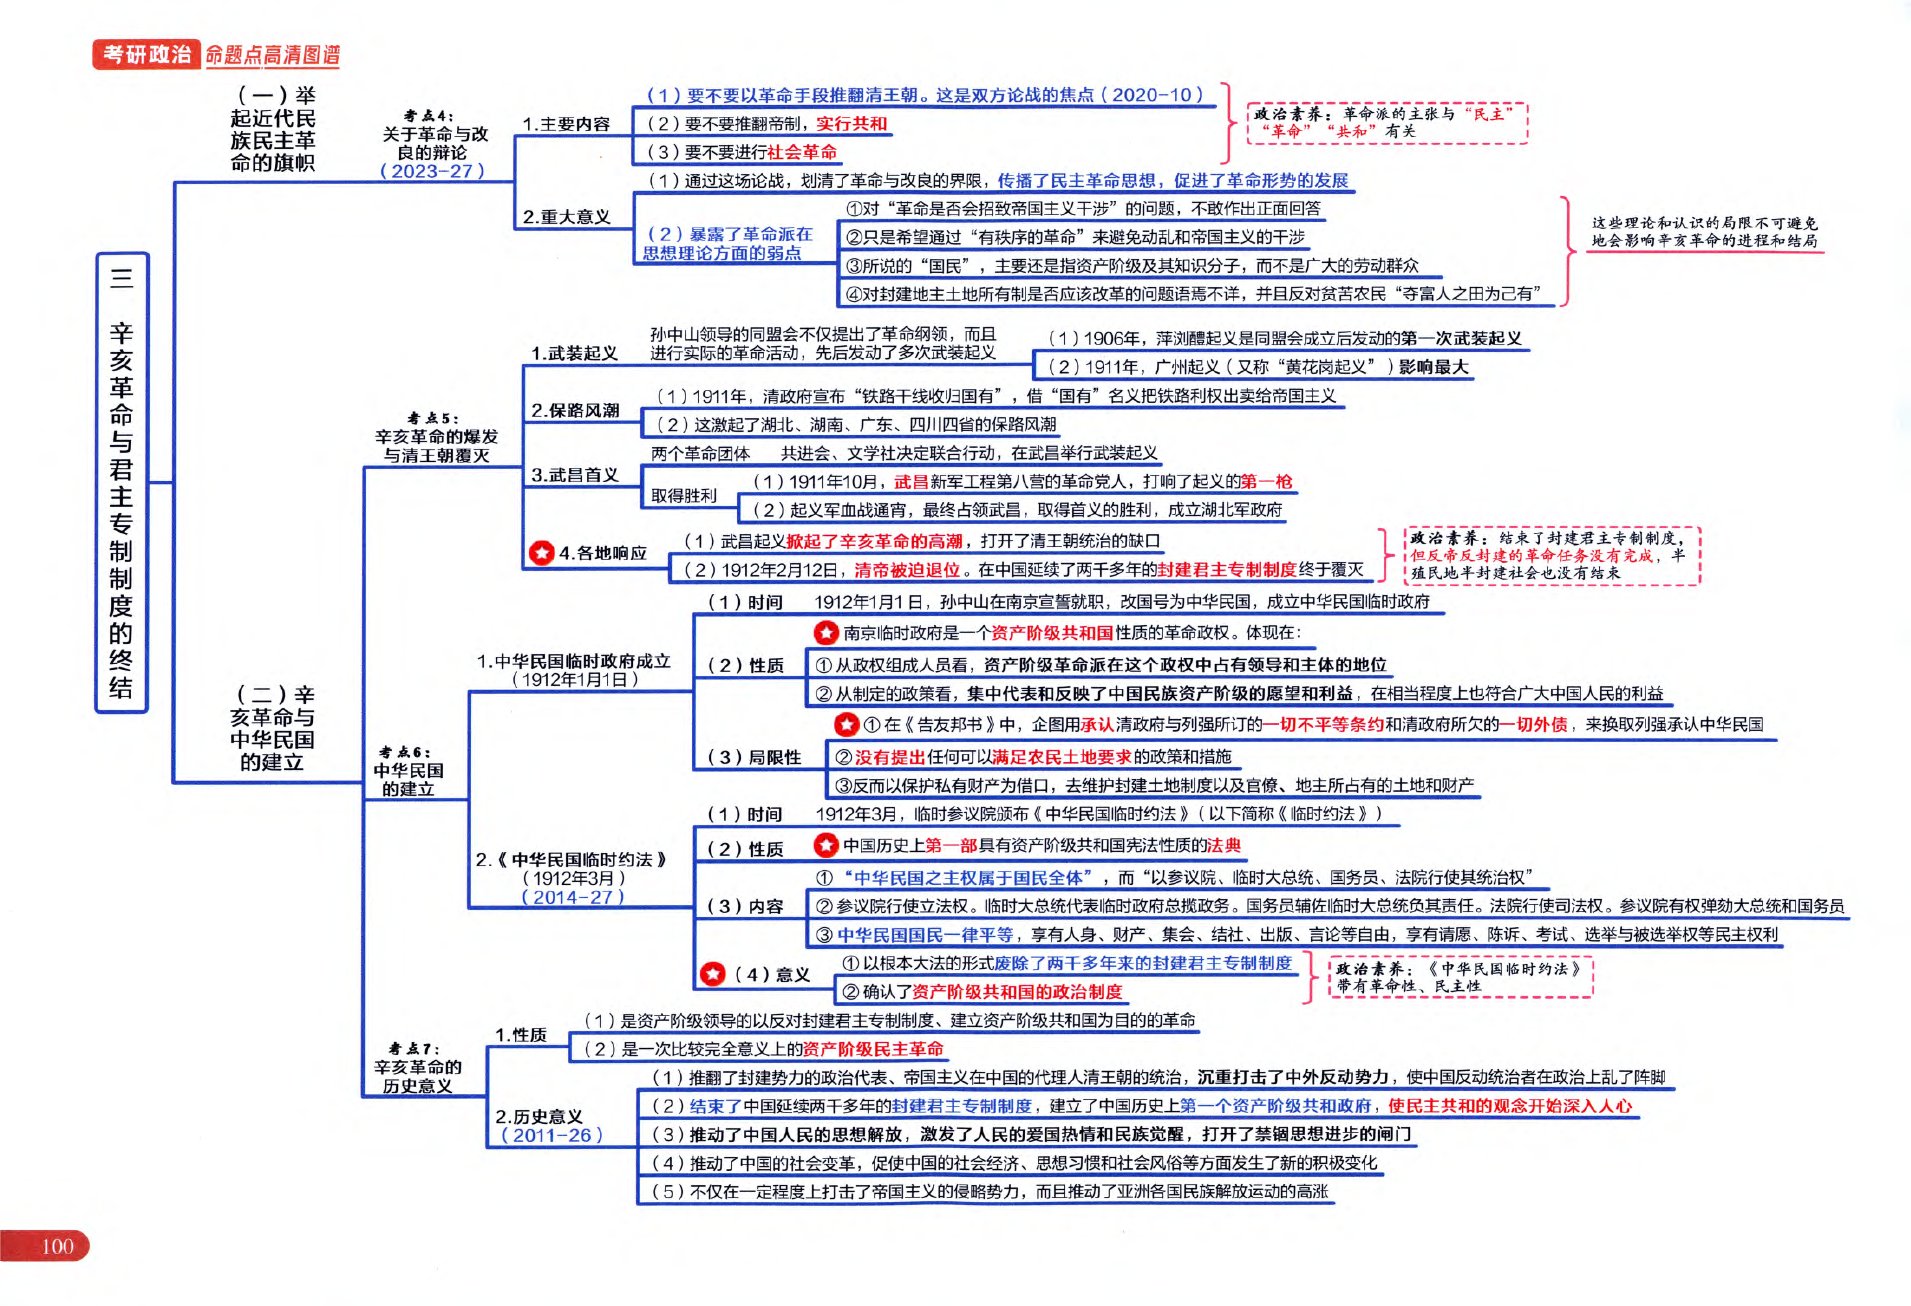 考研政治 命题点高清图谱
三 辛亥革命与君主专制制度的终结
（一）举
起近代民
族民主革
命的旗帜
考点4：
关于革命与改
良的辩论
（2023-27）
1.主要内容
（1）要不要以革命手段推翻清王朝。这是双方论战的焦点（2020-10）
（2）要不要推翻帝制，实行共和
（3）要不要进行社会革命
政治素养：革命派的主张与“民主”
“革命”“共和”有关
2.重大意义
（1）通过这场论战，划清了革命与改良的界限，传播了民主革命思想，促进了革命形势的发展
（2）暴露了革命派在
思想理论方面的弱点
①对“革命是否会招致帝国主义干涉”的问题，不敢作出正面回答
②只是希望通过“有秩序的革命”来避免动乱和帝国主义的干涉
③所说的“国民”，主要还是指资产阶级及其知识分子，而不是广大的劳动群众
④对封建地主土地所有制是否应该改革的问题语焉不详，并且反对贫苦农民“夺富人之田为己有”
这些理论和认识的局限不可避免
地会影响辛亥革命的进程和结局
（二）辛
亥革命与
中华民国
的建立
考点5：
辛亥革命的爆发
与清王朝覆灭
1.武装起义
孙中山领导的同盟会不仅提出了革命纲领，而且
进行实际的革命活动，先后发动了多次武装起义
（1）1906年，萍浏醴起义是同盟会成立后发动的第一次武装起义
（2）1911年，广州起义（又称“黄花岗起义”）影响最大
2.保路风潮
（1）1911年，清政府宣布“铁路干线收归国有”，借“国有”名义把铁路利权出卖给帝国主义
（2）这激起了湖北、湖南、广东、四川四省的保路风潮
3.武昌首义
两个革命团体 共进会、文学社决定联合行动，在武昌举行武装起义
取得胜利
（1）1911年10月，武昌新军工程第八营的革命党人，打响了起义的第一枪
（2）起义军血战通宵，最终占领武昌，取得首义的胜利，成立湖北军政府
4.各地响应
（1）武昌起义掀起了辛亥革命的高潮，打开了清王朝统治的缺口
（2）1912年2月12日，清帝被迫退位。在中国延续了两千多年的封建君主专制制度终于覆灭
政治素养：结束了封建君主专制制度，
但反帝反封建的革命任务没有完成，半
殖民地半封建社会也没有结束
考点6：
中华民国
的建立
1.中华民国临时政府成立
（1912年1月1日）
（1）时间 1912年1月1日，孙中山在南京宣誓就职，改国号为中华民国，成立中华民国临时政府
（2）性质
南京临时政府是一个资产阶级共和国性质的革命政权。体现在：
①从政权组成人员看，资产阶级革命派在这个政权中占有领导和主体的地位
②从制定的政策看，集中代表和反映了中国民族资产阶级的愿望和利益，在相当程度上也符合广大中国人民的利益
（3）局限性
①在《告友邦书》中，企图用承认清政府与列强所订的一切不平等条约和清政府所欠的一切外债，来换取列强承认中华民国
②没有提出任何可以满足农民土地要求的政策和措施
③反而以保护私有财产为借口，去维护封建土地制度以及官僚、地主所占有的土地和财产
2.《中华民国临时约法》
（1912年3月）
（2014-27）
（1）时间 1912年3月，临时参议院颁布《中华民国临时约法》（以下简称《临时约法》）
（2）性质 中国历史上第一部具有资产阶级共和国宪法性质的法典
（3）内容
①“中华民国之主权属于国民全体”，而“以参议院、临时大总统、国务员、法院行使其统治权”
②参议院行使立法权。临时大总统代表临时政府总揽政务。国务员辅佐临时大总统负其责任。法院行使司法权。参议院有权弹劾大总统和国务员
③中华民国国民一律平等，享有人身、财产、集会、结社、出版、言论等自由，享有请愿、陈诉、考试、选举与被选举权等民主权利
（4）意义
①以根本大法的形式废除了两千多年来的封建君主专制制度
②确认了资产阶级共和国的政治制度
政治素养：《中华民国临时约法》
带有革命性、民主性
考点7：
辛亥革命的
历史意义
1.性质
（1）是资产阶级领导的以反对封建君主专制制度、建立资产阶级共和国为目的的革命
（2）是一次比较完全意义上的资产阶级民主革命
2.历史意义
（2011-26）
（1）推翻了封建势力的政治代表、帝国主义在中国的代理人清王朝的统治，沉重打击了中外反动势力，使中国反动统治者在政治上乱了阵脚
（2）结束了中国延续两千多年的封建君主专制制度，建立了中国历史上第一个资产阶级共和政府，使民主共和的观念开始深入人心
（3）推动了中国人民的思想解放，激发了人民的爱国热情和民族觉醒，打开了禁锢思想进步的闸门
（4）推动了中国的社会变革，促使中国的社会经济、思想习惯和社会风俗等方面发生了新的积极变化
（5）不仅在一定程度上打击了帝国主义的侵略势力，而且推动了亚洲各国民族解放运动的高涨
100